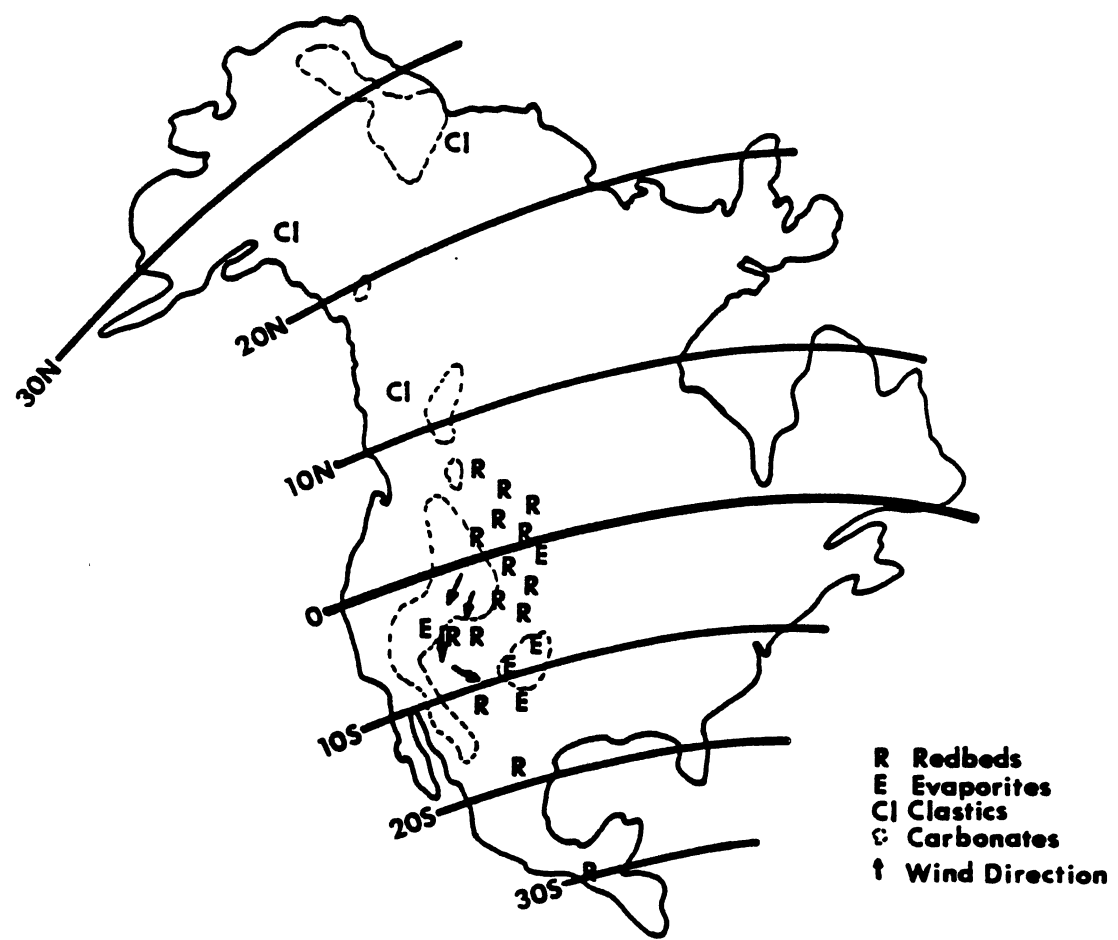 Cl
Cl
30N
20N
Cl
10N
R
R
R
R
R
R
E
R
0
R
R
R
E
R
R
E
E
R
E
10S
R
20S
R
30S
R Redbeds
E Evaporites
Cl Clastics
Carbonates
Wind Direction